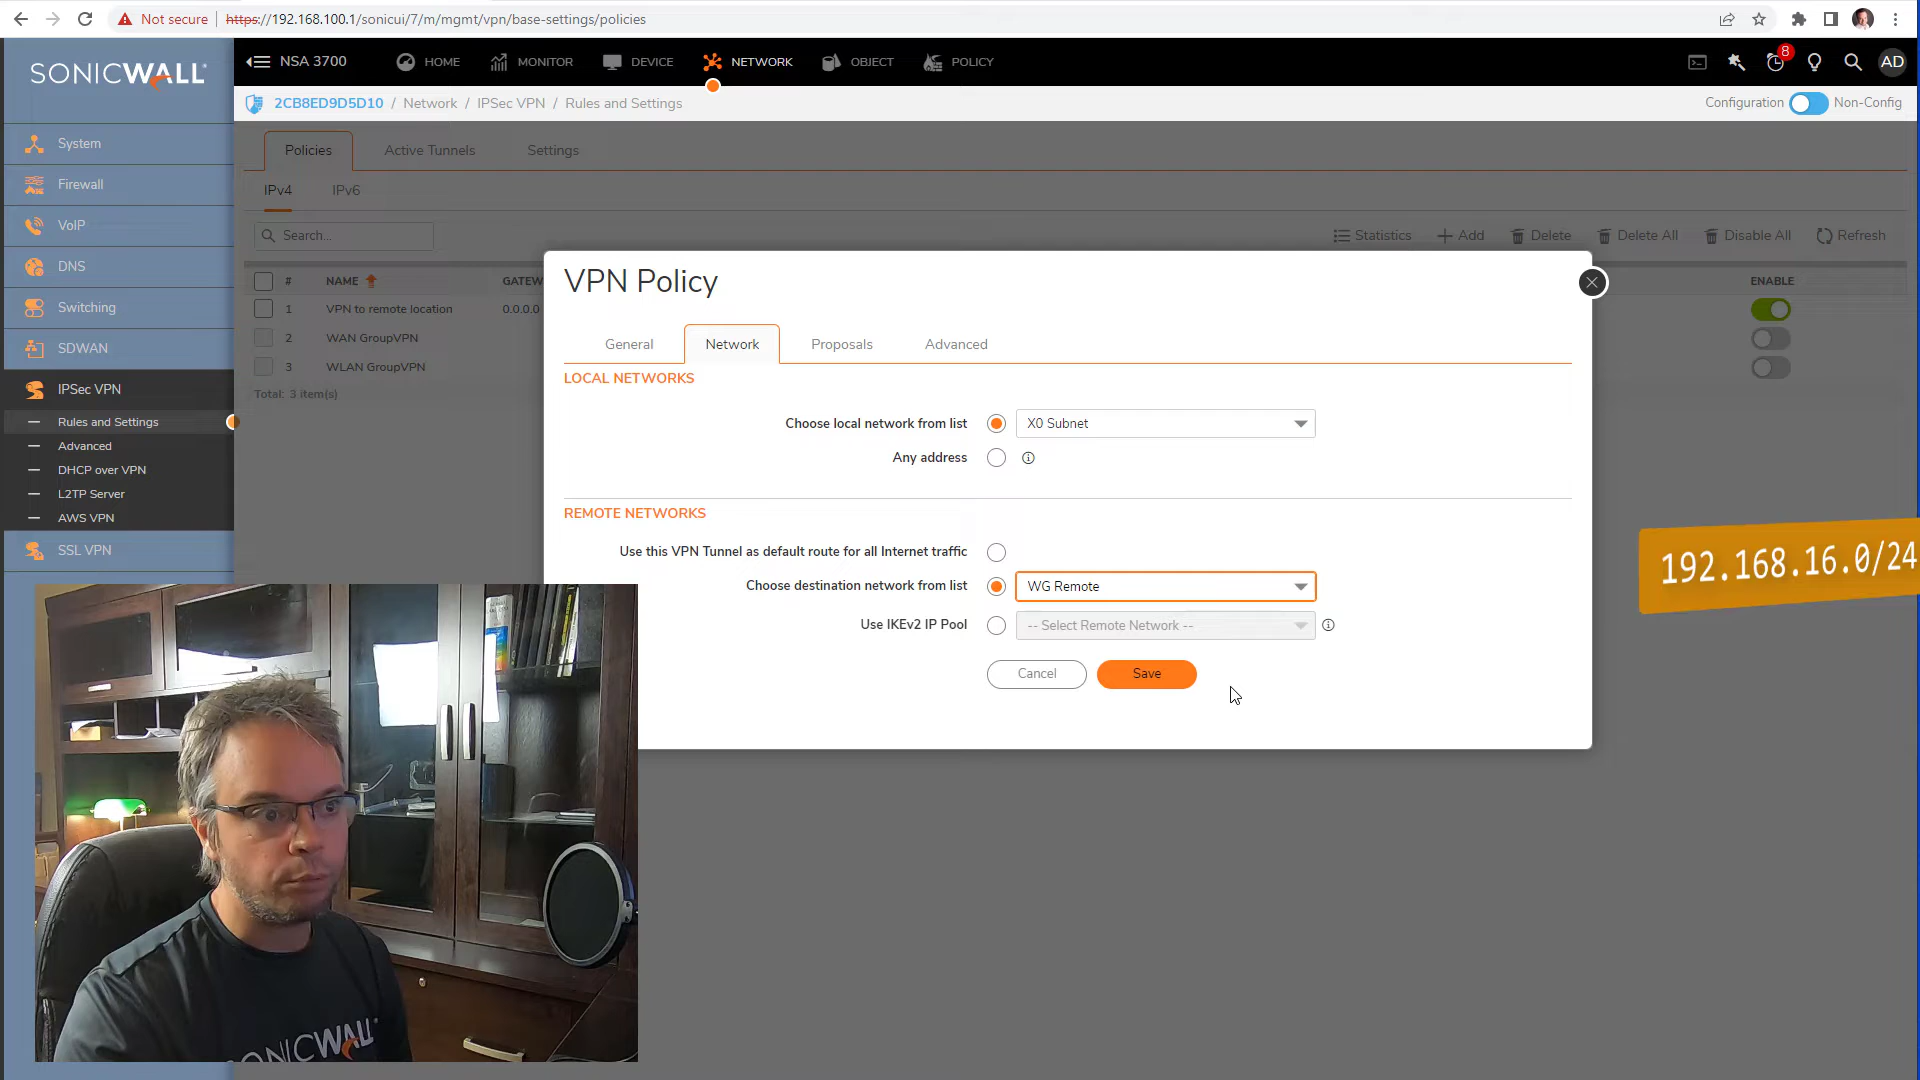 Not secure
https://192.168.100.1/sonicui/7/m/mgmt/vpn/base-settings/policies
SONICWALL
NSA 3700
HOME
MONITOR
DEVICE
NETWORK
OBJECT
POLICY
8
AD
2CB8ED9D5D10 / Network / IPSec VPN / Rules and Settings
Configuration
Non-Config
System
Firewall
VoIP
DNS
Switching
SDWAN
IPSec VPN
Rules and Settings
Advanced
DHCP over VPN
L2TP Server
AWS VPN
SSL VPN
Policies
Active Tunnels
Settings
IPv4
IPv6
Search...
Statistics
Add
Delete
Delete All
Disable All
Refresh
#
NAME
GATEW
ENABLE
1
VPN to remote location
0.0.0.0
2
WAN GroupVPN
3
WLAN GroupVPN
Total: 3 item(s)
VPN Policy
General
Network
Proposals
Advanced
LOCAL NETWORKS
Choose local network from list
X0 Subnet
Any address
REMOTE NETWORKS
Use this VPN Tunnel as default route for all Internet traffic
Choose destination network from list
WG Remote
Use IKEv2 IP Pool
-- Select Remote Network --
Cancel
Save
192.168.16.0/24
SONICWALL